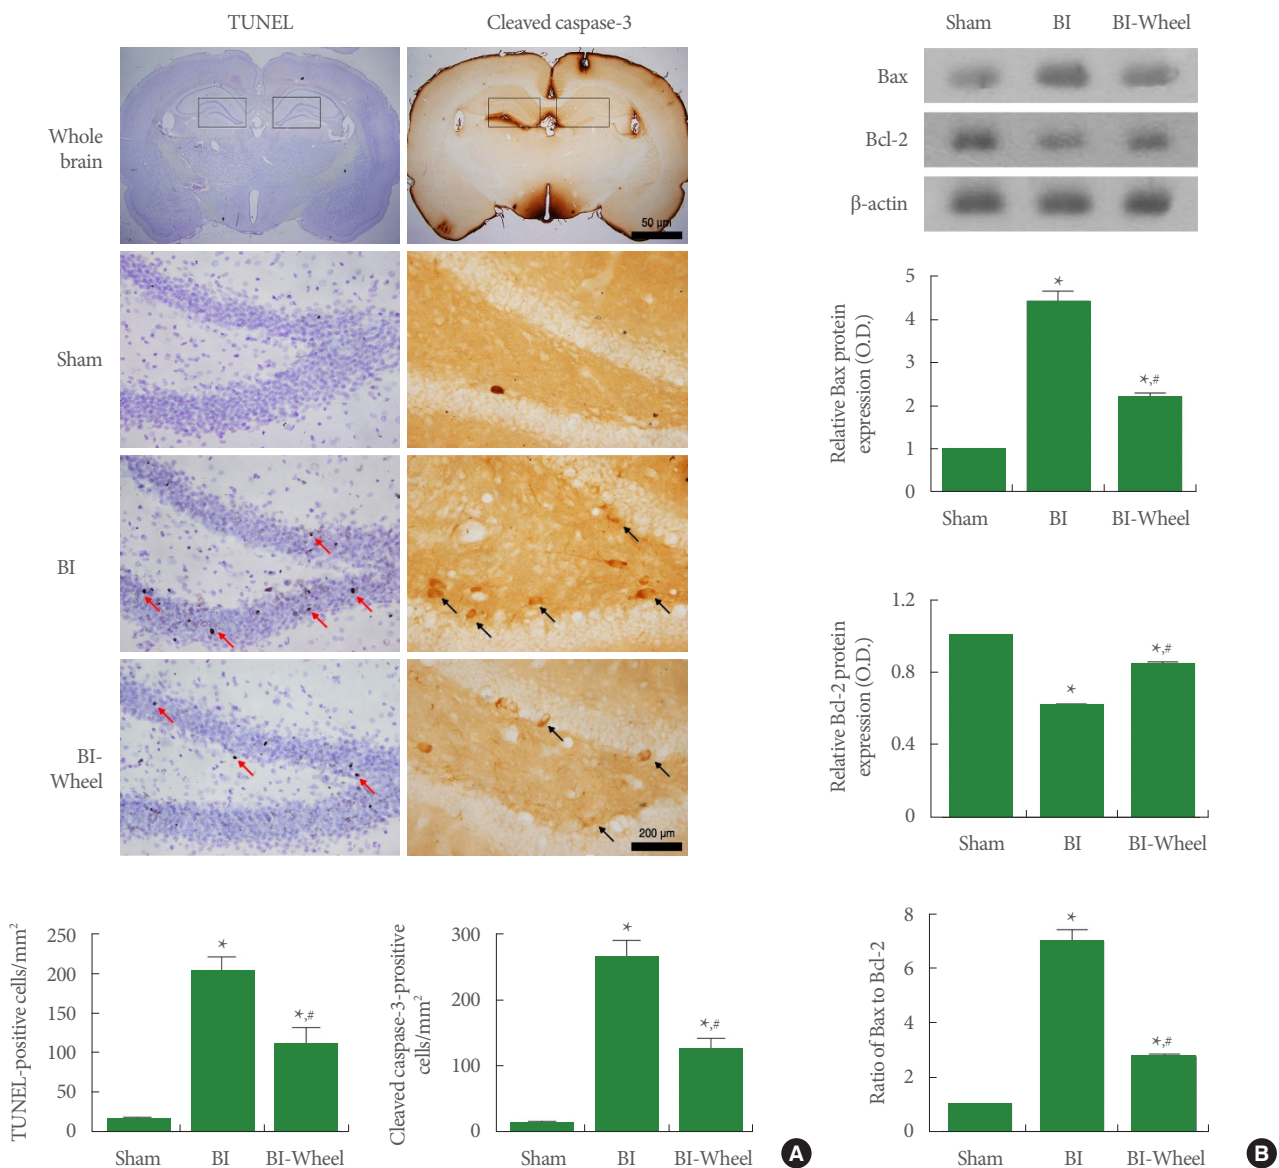 TUNEL
Cleaved caspase-3
Whole
brain
50 µm
Sham
BI
BI-
Wheel
200 µm
TUNEL-positive cells/mm²
250
200
150
100
50
0
*
*,#
Sham
BI
BI-Wheel
Cleaved caspase-3-prositive
cells/mm²
300
200
100
0
*
*,#
Sham
BI
BI-Wheel
A
Sham
BI
BI-Wheel
Bax
Bcl-2
β-actin
Relative Bax protein
expression (O.D.)
5
4
3
2
1
0
*
*,#
Sham
BI
BI-Wheel
Relative Bcl-2 protein
expression (O.D.)
1.2
0.8
0.4
0
*
*,#
Sham
BI
BI-Wheel
Ratio of Bax to Bcl-2
8
6
4
2
0
*
*,#
Sham
BI
BI-Wheel
B